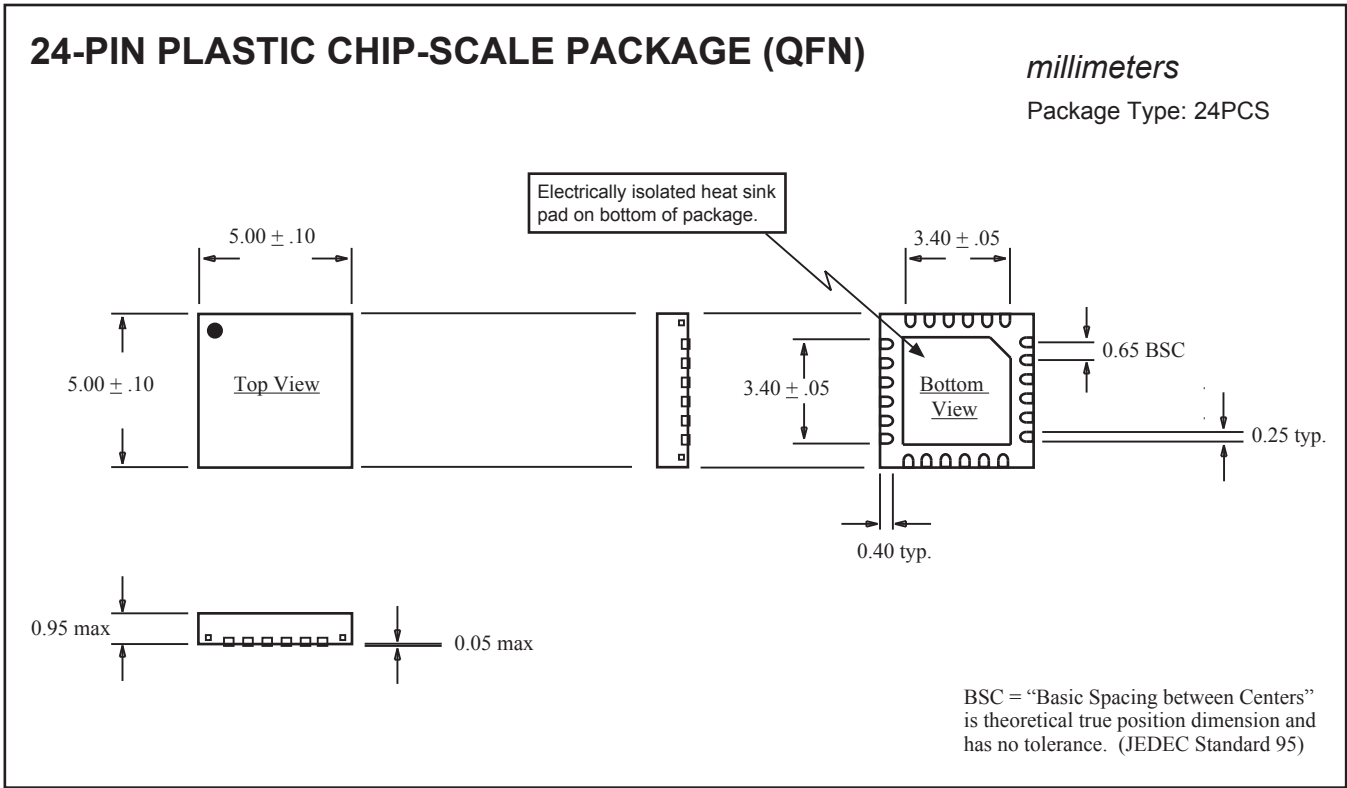 24-PIN PLASTIC CHIP-SCALE PACKAGE (QFN)
millimeters
Package Type: 24PCS
Electrically isolated heat sink
pad on bottom of package.
5.00 ± .10
3.40 ± .05
0.65 BSC
5.00 ± .10
Top View
3.40 ± .05
Bottom
View
0.25 typ.
0.40 typ.
0.95 max
0.05 max
BSC = “Basic Spacing between Centers”
is theoretical true position dimension and
has no tolerance. (JEDEC Standard 95)